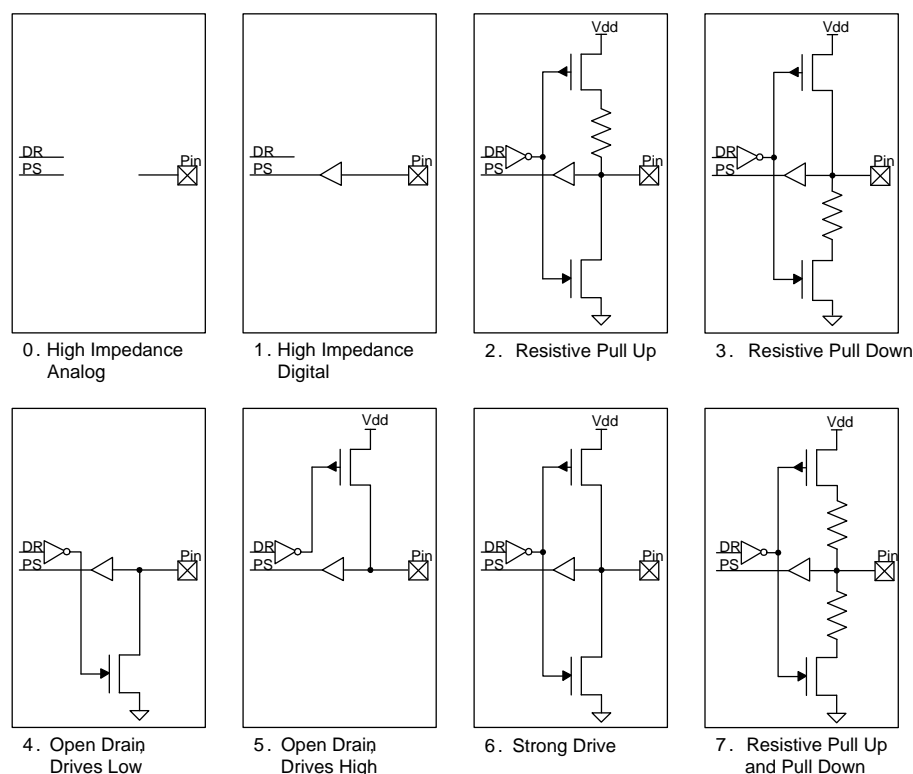 DR
PS
Pin
0. High Impedance
Analog
DR
PS
Pin
1. High Impedance
Digital
Vdd
DR
PS
Pin
2. Resistive Pull Up
Vdd
DR
PS
Pin
3. Resistive Pull Down
DR
PS
Pin
4. Open Drain,
Drives Low
Vdd
DR
PS
Pin
5. Open Drain,
Drives High
Vdd
DR
PS
Pin
6. Strong Drive
Vdd
DR
PS
Pin
7. Resistive Pull Up
and Pull Down